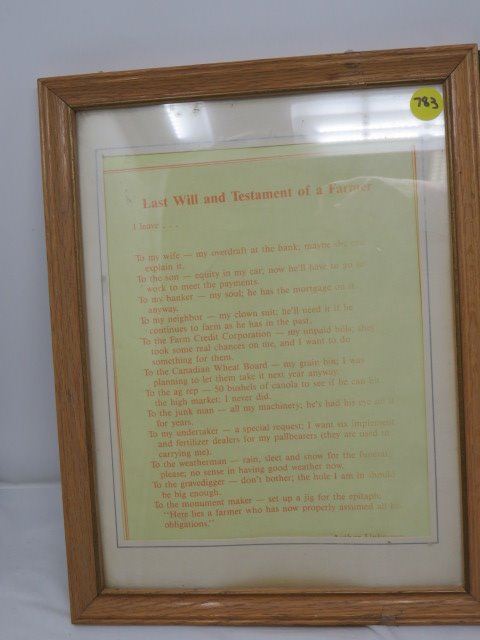 783
Last Will and Testament of a Farmer
I leave . . .
To my wife — my overdraft at the bank; maybe she can
explain it.
To the son — equity in my car; now he'll have to go to
work to meet the payments.
To my banker — my soul; he has the mortgage on it
anyway.
To my neighbor — my clown suit; he'll need it if he
continues to farm as he has in the past.
To the Farm Credit Corporation — my unpaid bills; they
took some real chances on me, and I want to do
something for them.
To the Canadian Wheat Board — my grain bin; I was
planning to let them take it next year anyway.
To the ag rep — 50 bushels of canola to see if he can hit
the high market; I never did.
To the junk man — all my machinery; he's had his eye on it
for years.
To my undertaker — a special request; I want six implement
and fertilizer dealers for my pallbearers (they are used to
carrying me).
To the weatherman — rain, sleet and snow for the funeral,
please; no sense in having good weather now.
To the gravedigger — don't bother; the hole I am in should
be big enough.
To the monument maker — set up a jig for the epitaph;
"Here lies a farmer who has now properly assumed all his
obligations."
Author Unknown